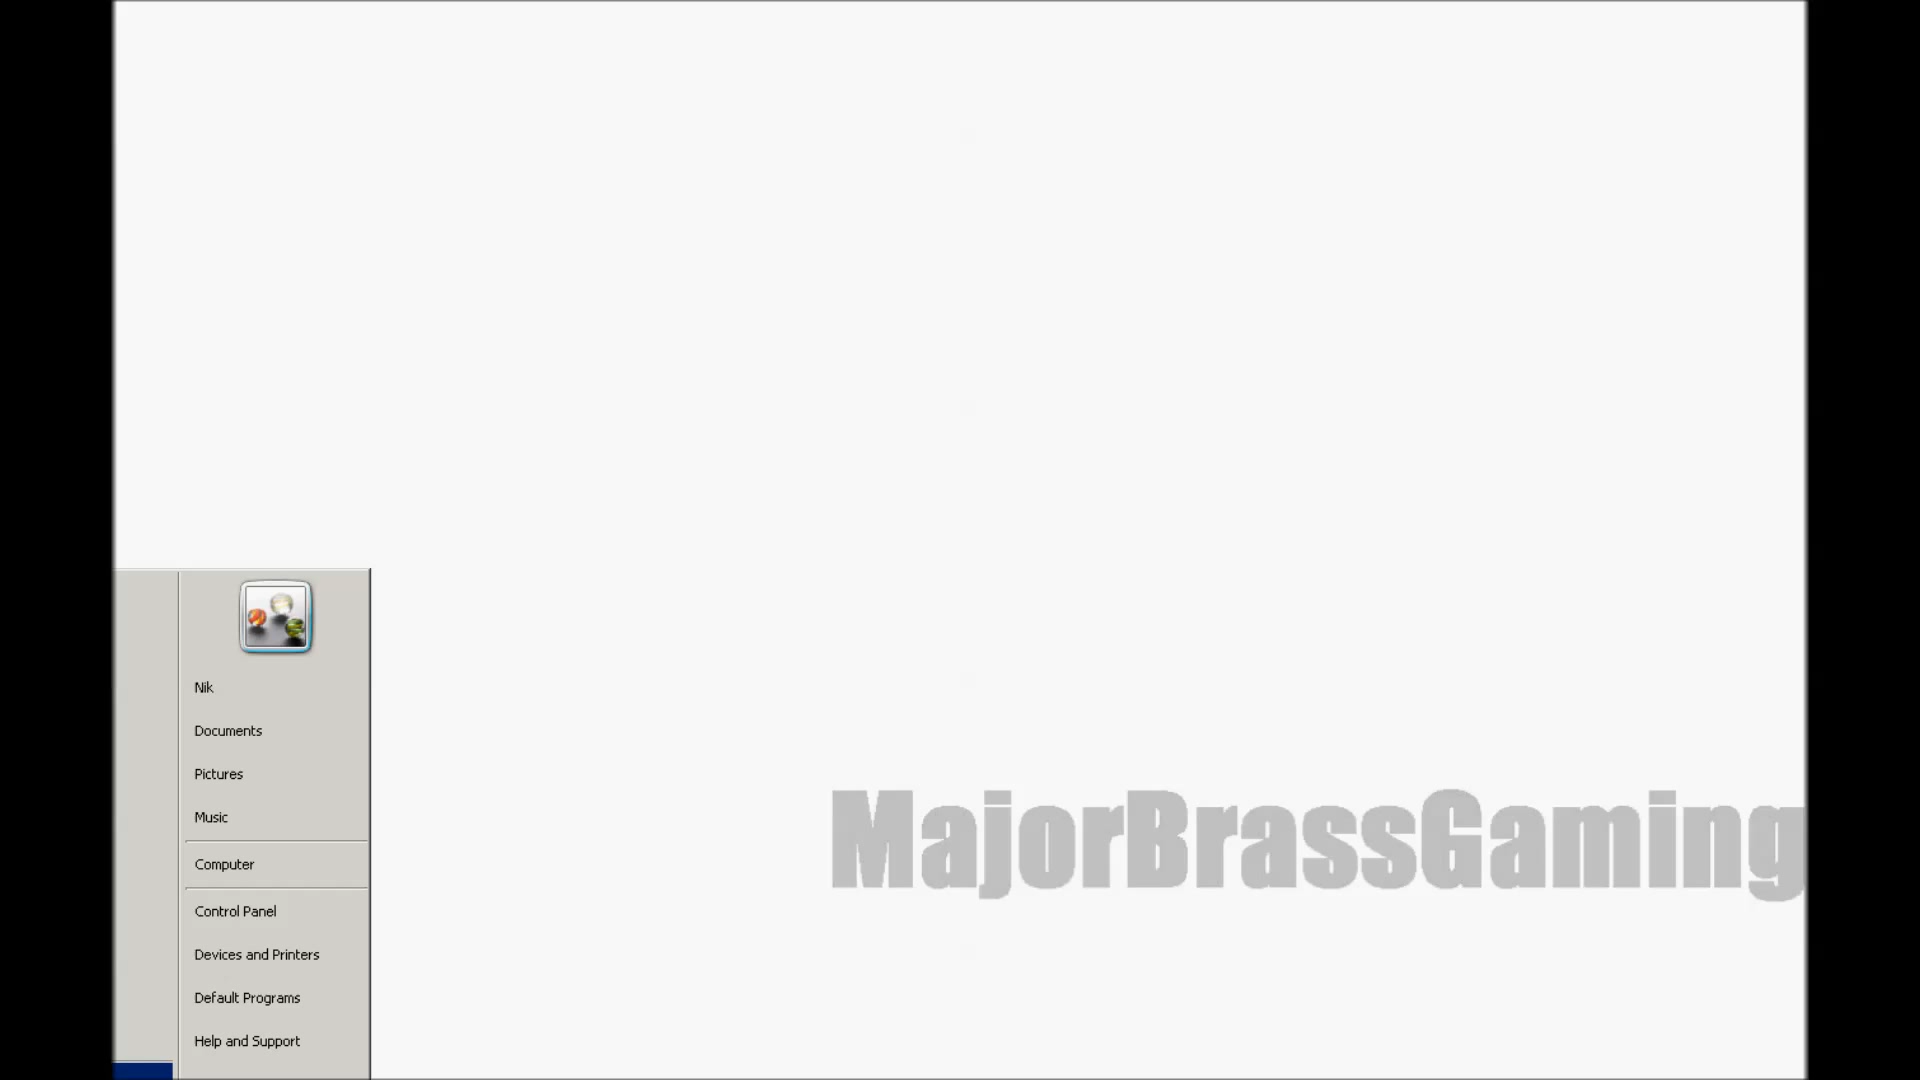 Nik
Documents
Pictures
Music
Computer
Control Panel
Devices and Printers
Default Programs
Help and Support
MajorBrassGaming